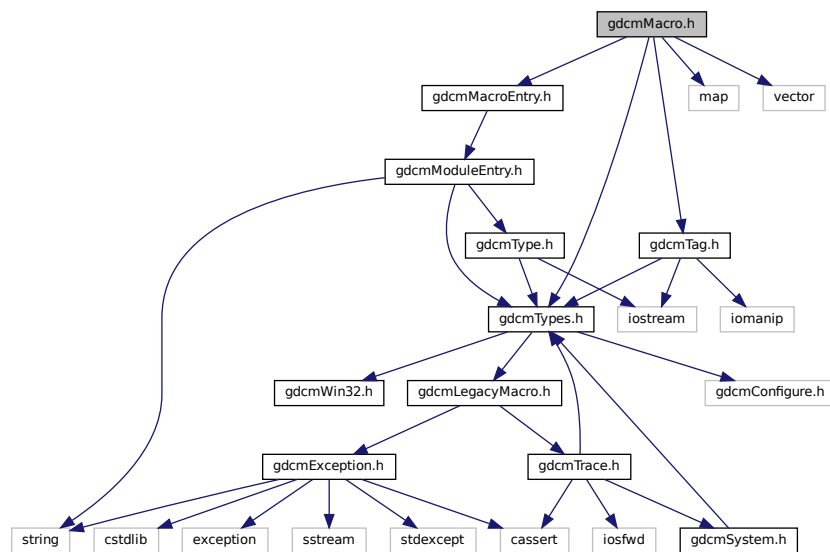 gdcmMacro.h
gdcmMacroEntry.h
map
vector
gdcmModuleEntry.h
gdcmType.h
gdcmTag.h
gdcmTypes.h
iostream
iomanip
gdcmWin32.h
gdcmLegacyMacro.h
gdcmConfigure.h
gdcmException.h
gdcmTrace.h
string
cstdlib
exception
sstream
stdexcept
cassert
iosfwd
gdcmSystem.h